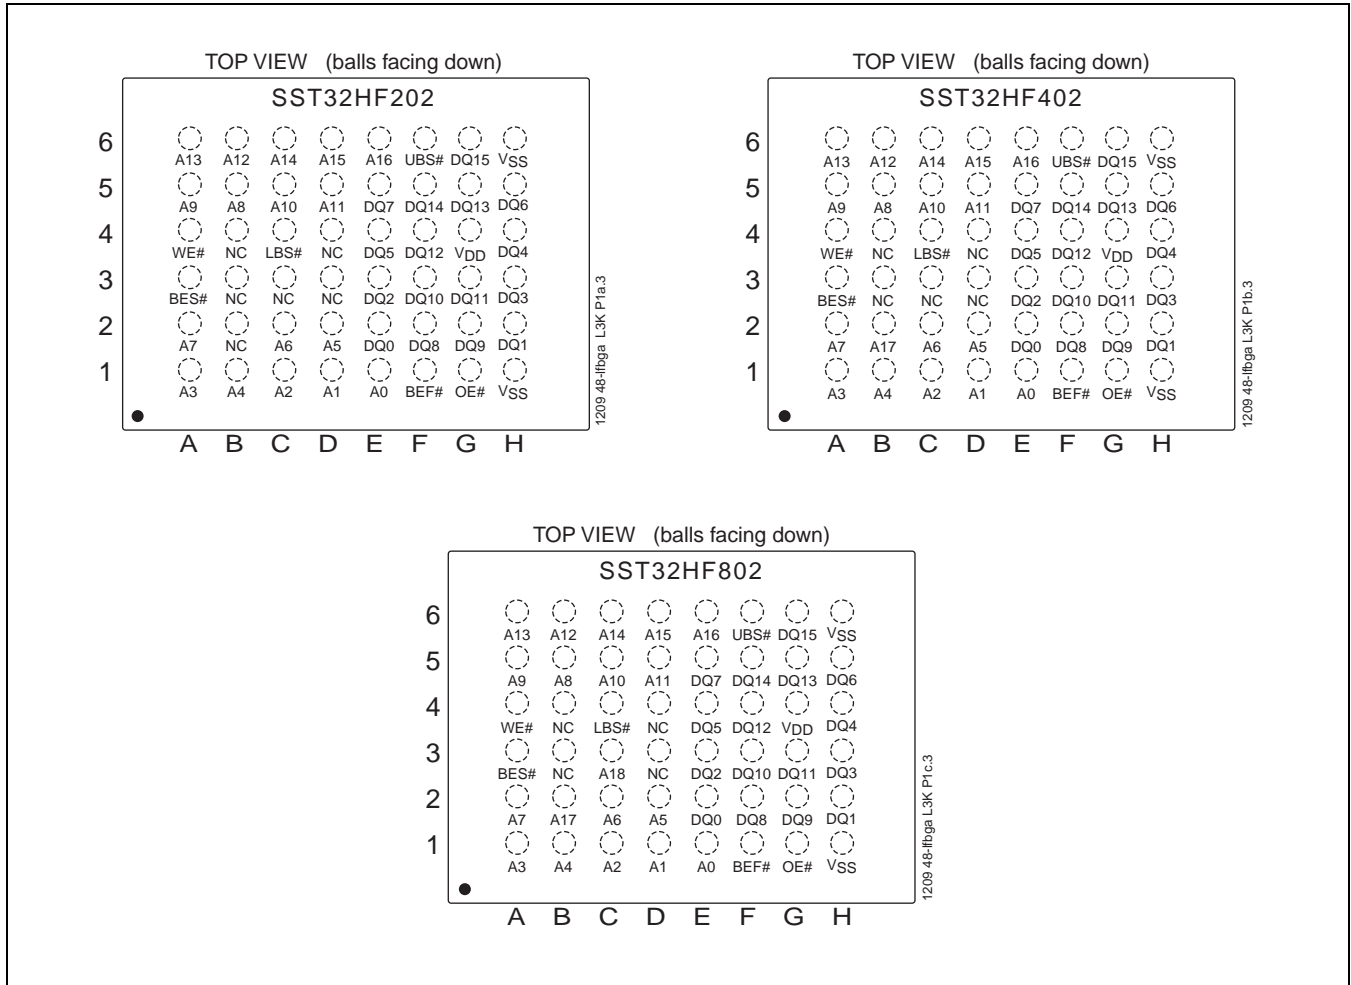 TOP VIEW (balls facing down)
SST32HF202
6
A13 A12 A14 A15 A16 UBS# DQ15 VSS
5
A9 A8 A10 A11 DQ7 DQ14 DQ13 DQ6
4
WE# NC LBS# NC DQ5 DQ12 VDD DQ4
3
BES# NC NC NC DQ2 DQ10 DQ11 DQ3
2
A7 NC A6 A5 DQ0 DQ8 DQ9 DQ1
1
A3 A4 A2 A1 A0 BEF# OE# VSS
A B C D E F G H
1209 48-lfbga L3K P1a.3
TOP VIEW (balls facing down)
SST32HF402
6
A13 A12 A14 A15 A16 UBS# DQ15 VSS
5
A9 A8 A10 A11 DQ7 DQ14 DQ13 DQ6
4
WE# NC LBS# NC DQ5 DQ12 VDD DQ4
3
BES# NC NC NC DQ2 DQ10 DQ11 DQ3
2
A7 A17 A6 A5 DQ0 DQ8 DQ9 DQ1
1
A3 A4 A2 A1 A0 BEF# OE# VSS
A B C D E F G H
1209 48-lfbga L3K P1b.3
TOP VIEW (balls facing down)
SST32HF802
6
A13 A12 A14 A15 A16 UBS# DQ15 VSS
5
A9 A8 A10 A11 DQ7 DQ14 DQ13 DQ6
4
WE# NC LBS# NC DQ5 DQ12 VDD DQ4
3
BES# NC A18 NC DQ2 DQ10 DQ11 DQ3
2
A7 A17 A6 A5 DQ0 DQ8 DQ9 DQ1
1
A3 A4 A2 A1 A0 BEF# OE# VSS
A B C D E F G H
1209 48-lfbga L3K P1c.3